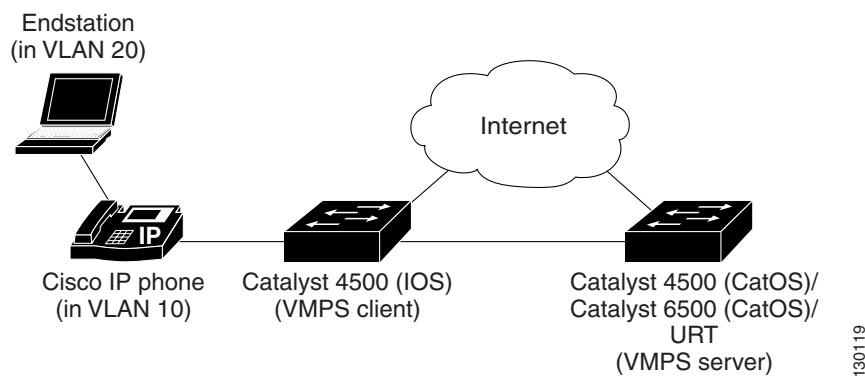 Endstation
(in VLAN 20)
Internet
IP
Cisco IP phone
(in VLAN 10)
Catalyst 4500 (IOS)
(VMPS client)
Catalyst 4500 (CatOS)/
Catalyst 6500 (CatOS)/
URT
(VMPS server)
130119